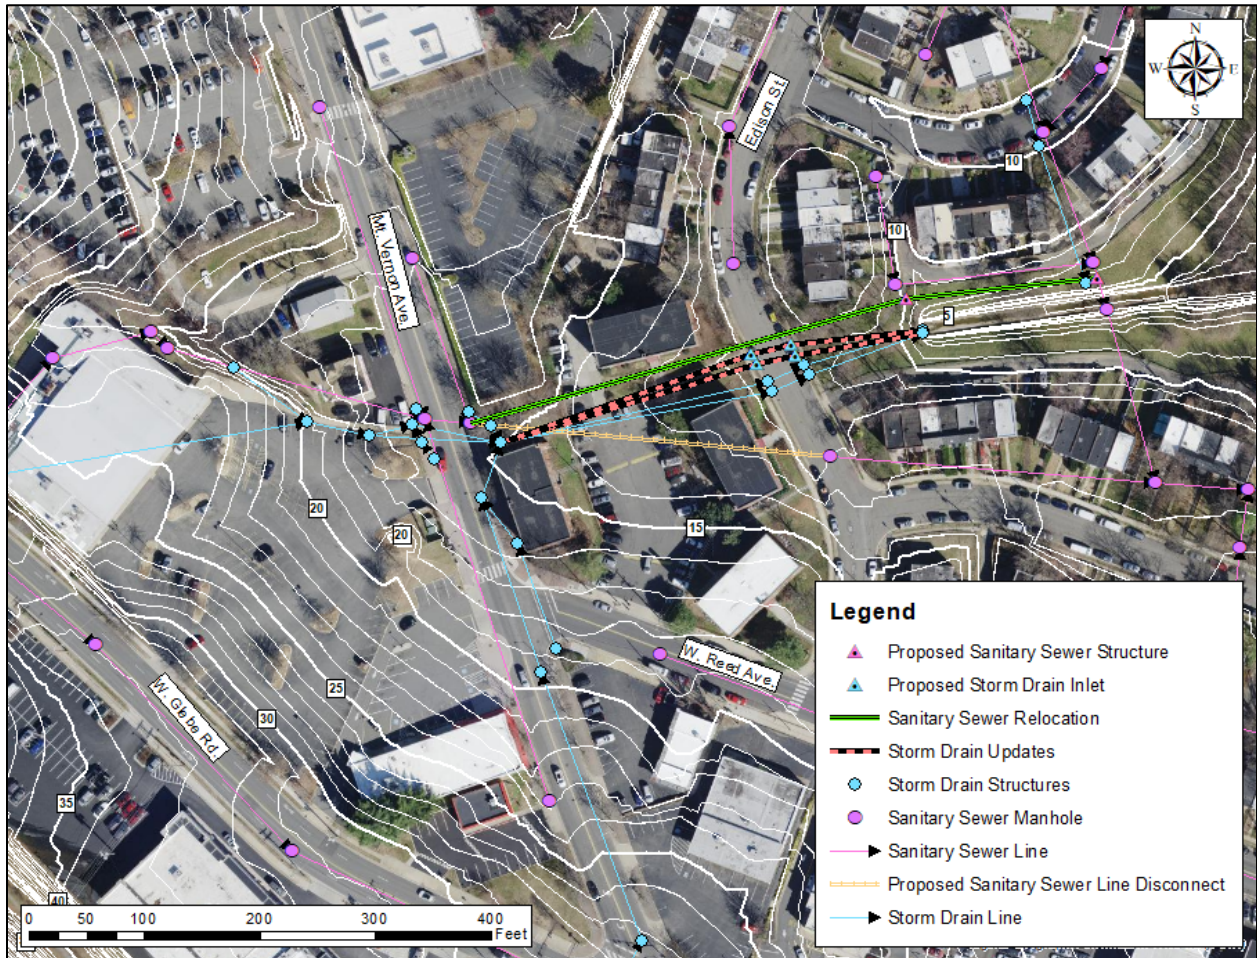 N
W E
S
Edison St.
10
10
Mt. Vernon Ave.
5
20
20
15
W. Reed Ave.
25
30
W. Glebe Rd.
35
40
Legend
Proposed Sanitary Sewer Structure
Proposed Storm Drain Inlet
Sanitary Sewer Relocation
Storm Drain Updates
Storm Drain Structures
Sanitary Sewer Manhole
Sanitary Sewer Line
Proposed Sanitary Sewer Line Disconnect
Storm Drain Line
0 50 100 200 300 400
Feet